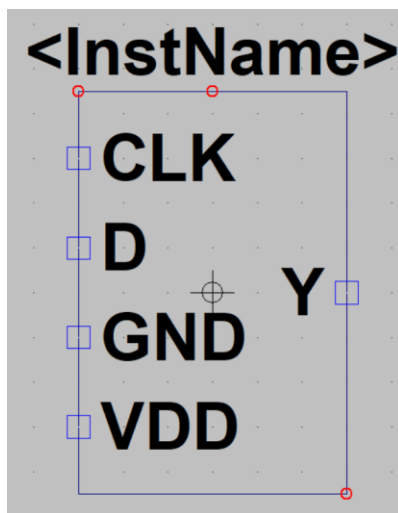 <InstName>
CLK
D
Y
GND
VDD